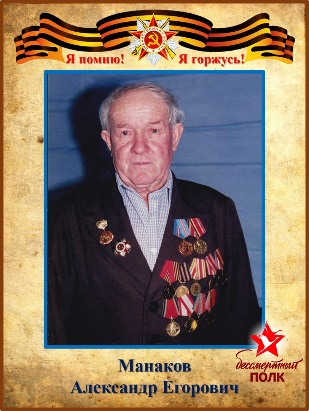 Я помню! Я горжусь!
бессмертный
ПОЛК
Манаков
Александр Егорович